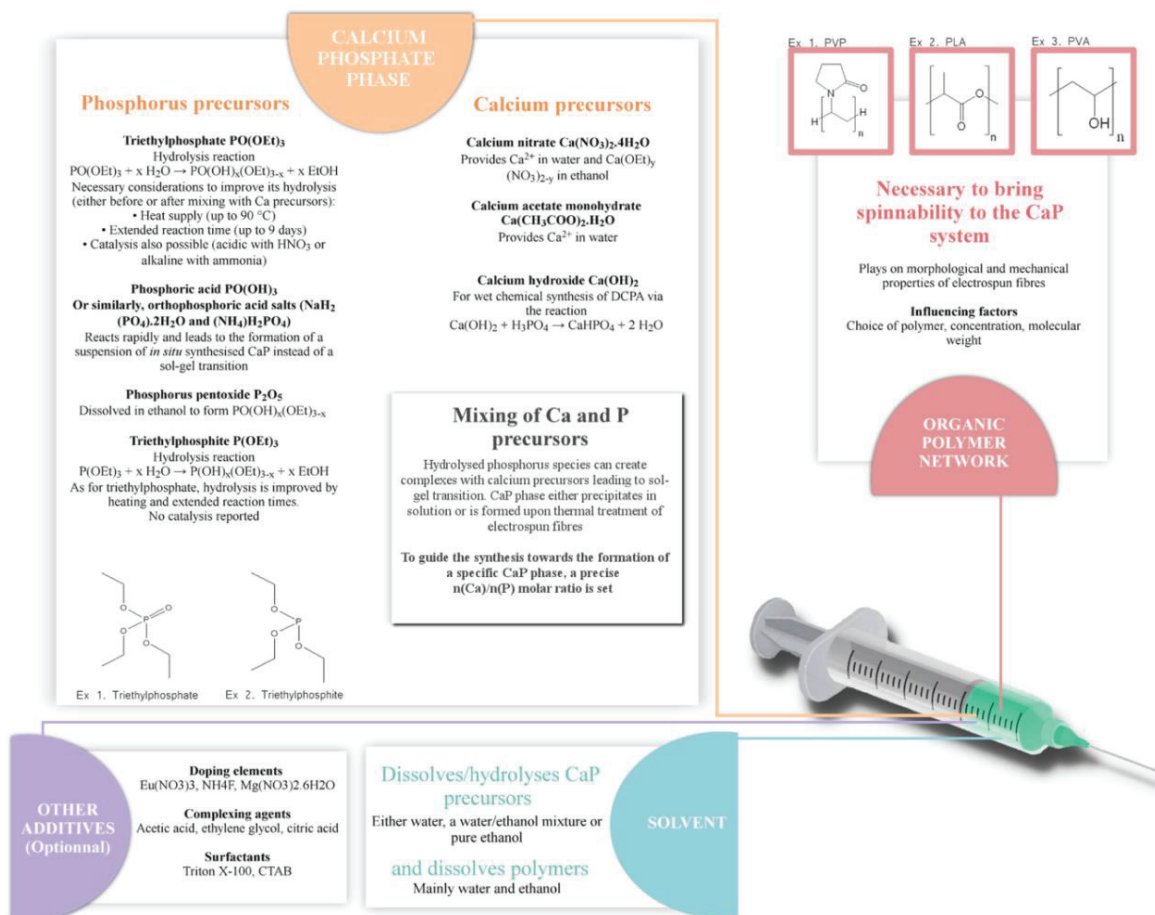 CALCIUM
PHOSPHATE
PHASE
Phosphorus precursors
Triethylphosphate PO(OEt)₃
Hydrolysis reaction
PO(OEt)₃ + x H₂O → PO(OH)ₓ(OEt)₃₋ₓ + x EtOH
Necessary considerations to improve its hydrolysis
(either before or after mixing with Ca precursors):
• Heat supply (up to 90 °C)
• Extended reaction time (up to 9 days)
• Catalysis also possible (acidic with HNO₃ or
alkaline with ammonia)
Phosphoric acid PO(OH)₃
Or similarly, orthophosphoric acid salts (NaH₂
(PO₄).2H₂O and (NH₄)H₂PO₄)
Reacts rapidly and leads to the formation of a
suspension of in situ synthesised CaP instead of a
sol-gel transition
Phosphorus pentoxide P₂O₅
Dissolved in ethanol to form PO(OH)ₓ(OEt)₃₋ₓ
Triethylphosphite P(OEt)₃
Hydrolysis reaction
P(OEt)₃ + x H₂O → P(OH)ₓ(OEt)₃₋ₓ + x EtOH
As for triethylphosphate, hydrolysis is improved by
heating and extended reaction times.
No catalysis reported
O
O
P
O
O
O
P
O
O
Ex 1. Triethylphosphate
Ex 2. Triethylphosphite
Calcium precursors
Calcium nitrate Ca(NO₃)₂.4H₂O
Provides Ca²⁺ in water and Ca(OEt)ᵧ
(NO₃)₂₋ᵧ in ethanol
Calcium acetate monohydrate
Ca(CH₃COO)₂.H₂O
Provides Ca²⁺ in water
Calcium hydroxide Ca(OH)₂
For wet chemical synthesis of DCPA via
the reaction
Ca(OH)₂ + H₃PO₄ → CaHPO₄ + 2 H₂O
Mixing of Ca and P
precursors
Hydrolysed phosphorus species can create
complexes with calcium precursors leading to sol-
gel transition. CaP phase either precipitates in
solution or is formed upon thermal treatment of
electrospun fibres
To guide the synthesis towards the formation of
a specific CaP phase, a precise
n(Ca)/n(P) molar ratio is set
Ex 1. PVP
N
O
H
H
n
Ex 2. PLA
O
O
n
Ex 3. PVA
OH
n
Necessary to bring
spinnability to the CaP
system
Plays on morphological and mechanical
properties of electrospun fibres
Influencing factors
Choice of polymer, concentration, molecular
weight
ORGANIC
POLYMER
NETWORK
OTHER
ADDITIVES
(Optionnal)
Doping elements
Eu(NO3)3, NH4F, Mg(NO3)2.6H2O
Complexing agents
Acetic acid, ethylene glycol, citric acid
Surfactants
Triton X-100, CTAB
Dissolves/hydrolyses CaP
precursors
Either water, a water/ethanol mixture or
pure ethanol
and dissolves polymers
Mainly water and ethanol
SOLVENT